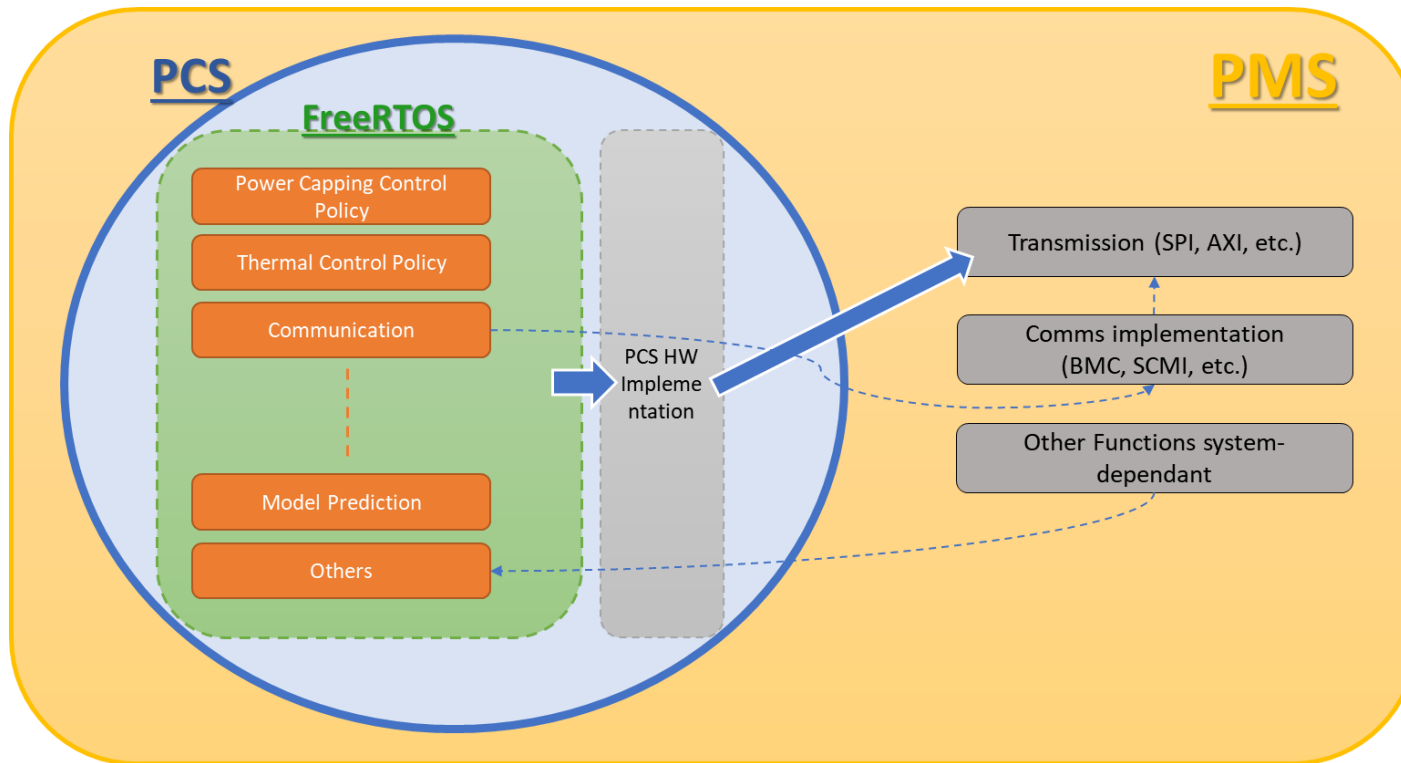 PCS
PMS
FreeRTOS
Power Capping Control
Policy
Thermal Control Policy
Communication
Model Prediction
Others
PCS HW
Impleme
ntation
Transmission (SPI, AXI, etc.)
Comms implementation
(BMC, SCMI, etc.)
Other Functions system-
dependant